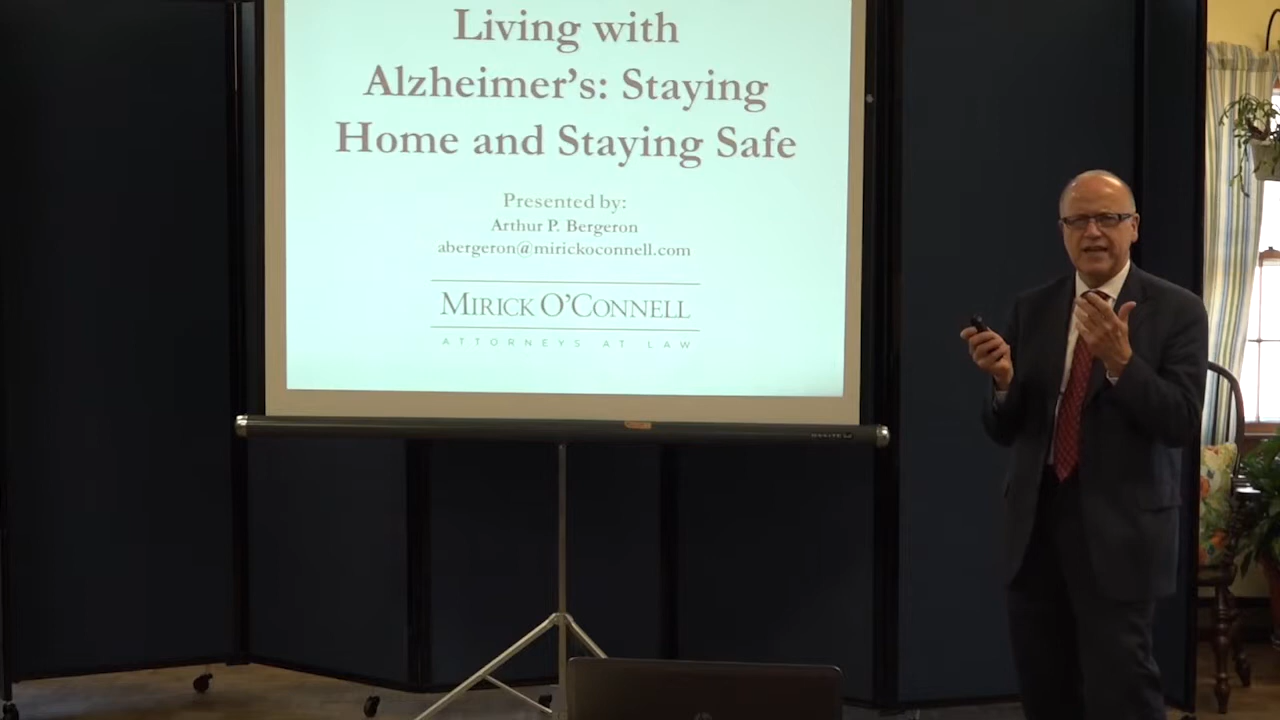 Living with
Alzheimer's: Staying
Home and Staying Safe
Presented by:
Arthur P. Bergeron
abergeron@mirickoconnell.com
MIRICK O'CONNELL
ATTORNEYS AT LAW